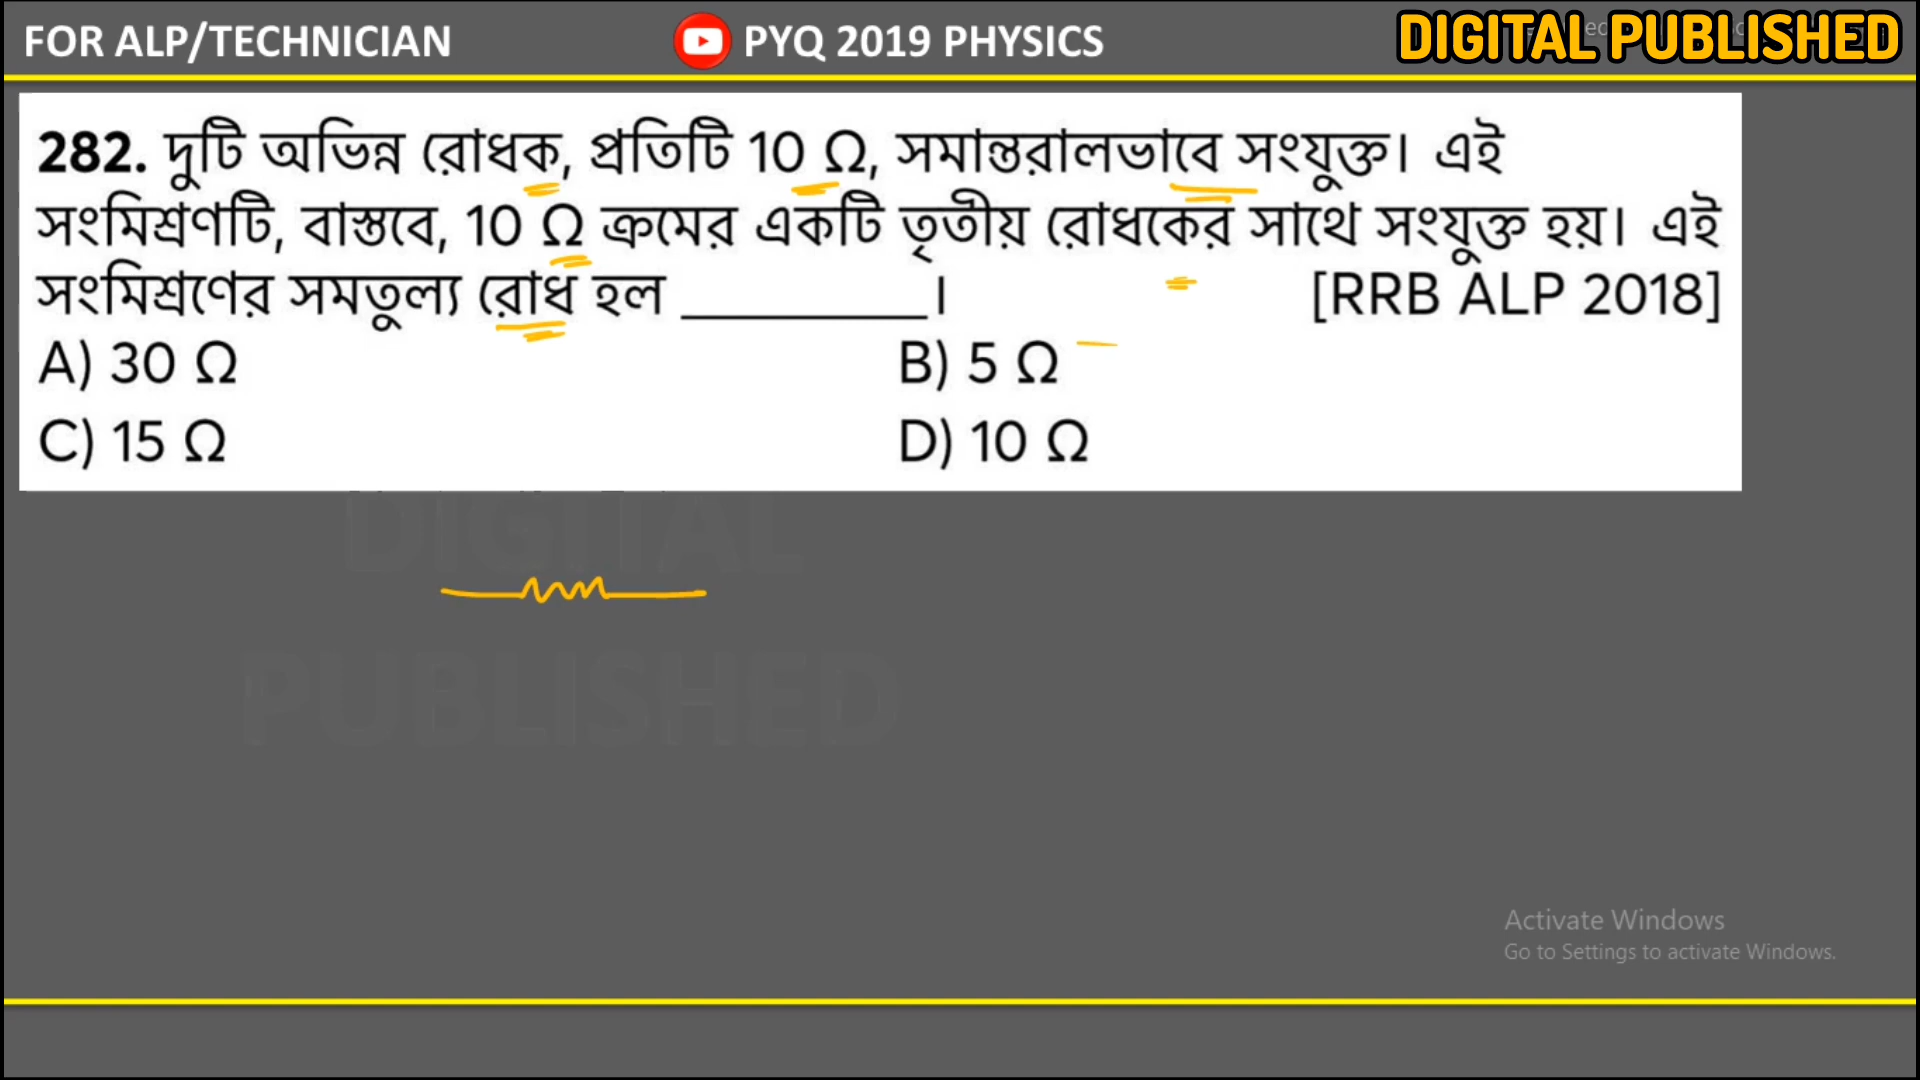 FOR ALP/TECHNICIAN
PYQ 2019 PHYSICS
DIGITAL PUBLISHED
282. দুটি অভিন্ন রোধক, প্রতিটি 10 Ω, সমান্তরালভাবে সংযুক্ত। এই
সংমিশ্রণটি, বাস্তবে, 10 Ω ক্রমের একটি তৃতীয় রোধকের সাথে সংযুক্ত হয়। এই
সংমিশ্রণের সমতুল্য রোধ হল __________। [RRB ALP 2018]
A) 30 Ω
B) 5 Ω
C) 15 Ω
D) 10 Ω
DIGITAL
PUBLISHED
Activate Windows
Go to Settings to activate Windows.